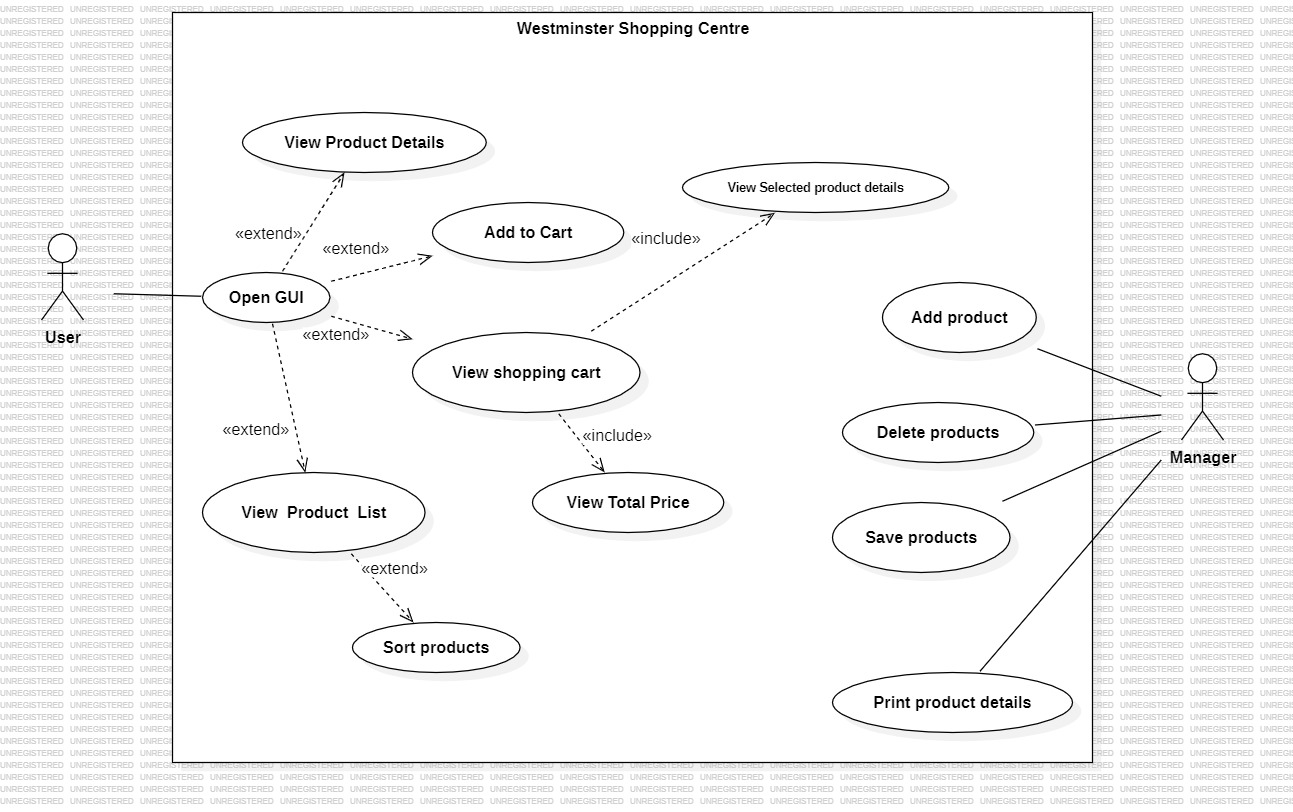 Westminster Shopping Centre
View Product Details
View Selected product details
«extend»
Add to Cart
«include»
«extend»
Open GUI
Add product
User
«extend»
View shopping cart
«extend»
«include»
Delete products
Manager
View  Product  List
View Total Price
Save products
«extend»
Sort products
Print product details
UNREGISTERED